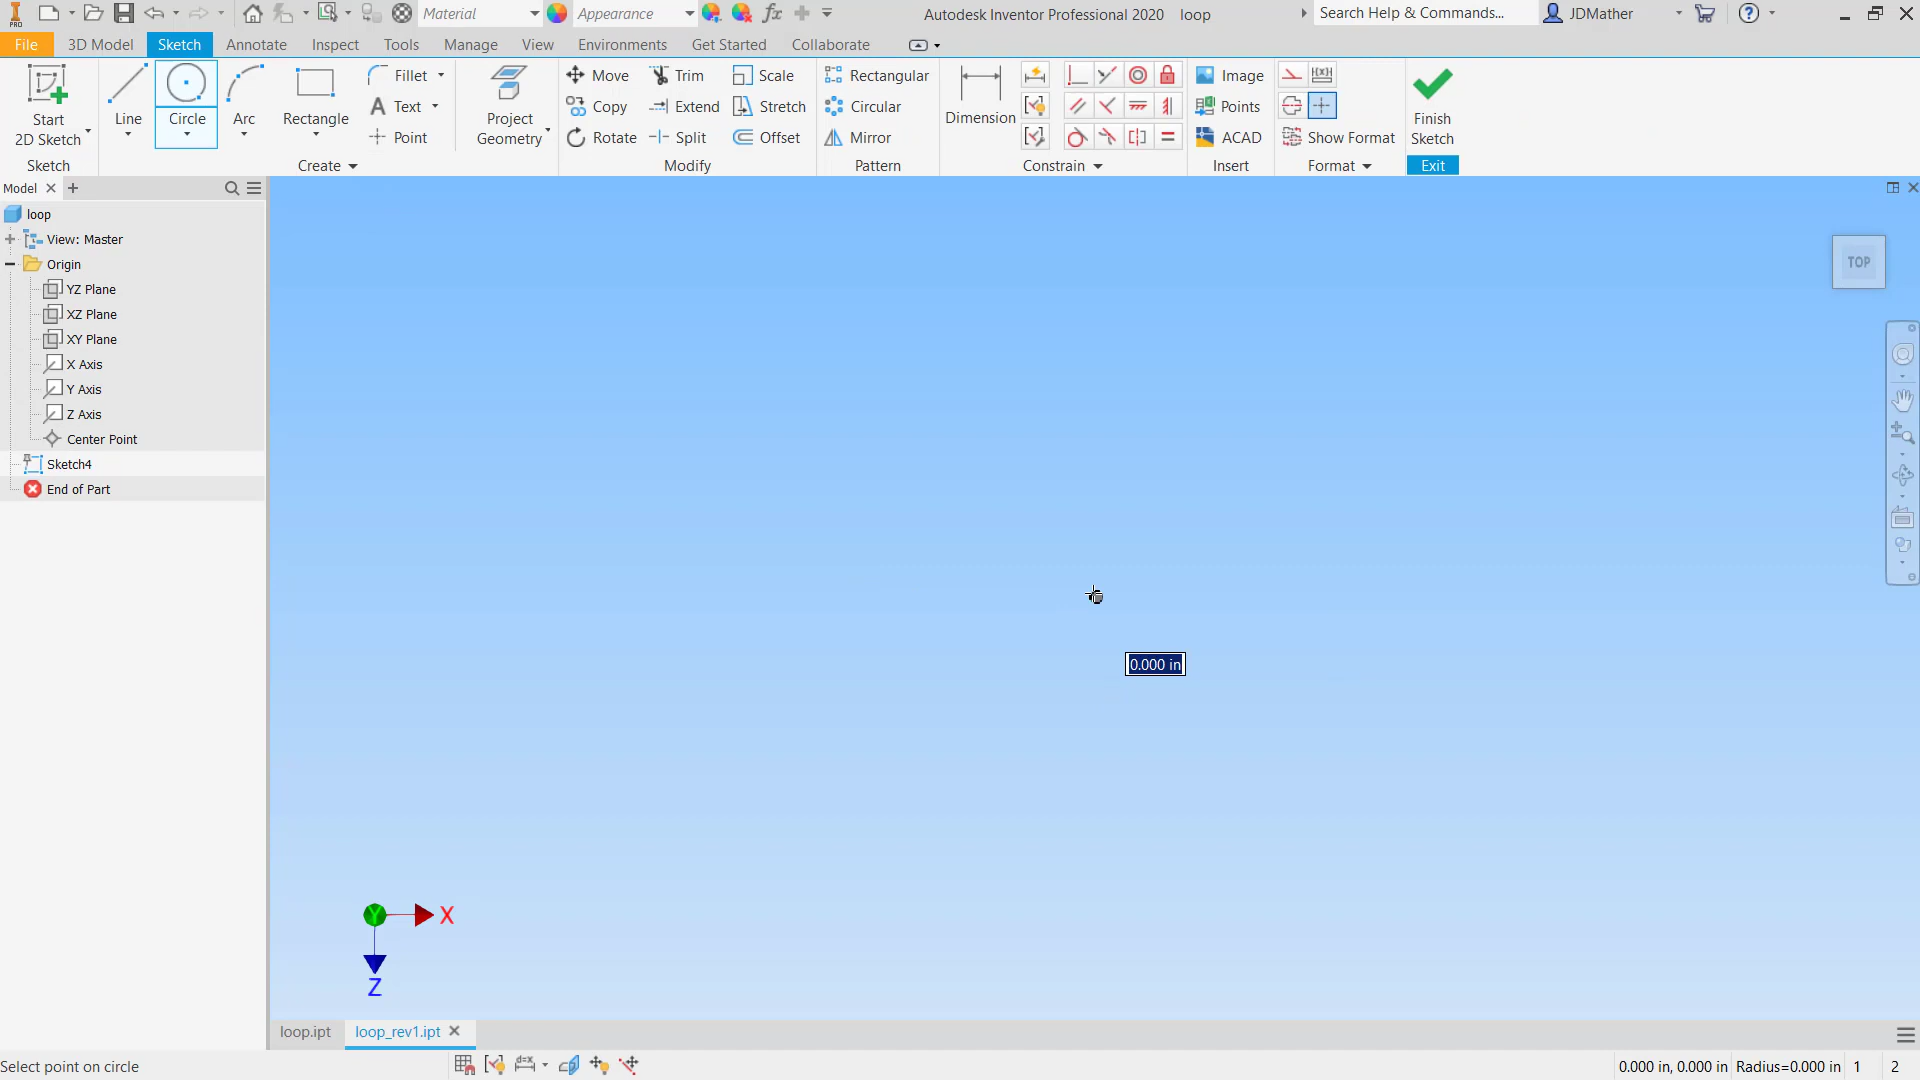 PRO
Material
Appearance
Autodesk Inventor Professional 2020 loop
Search Help & Commands...
JDMather
File 3D Model Sketch Annotate Inspect Tools Manage View Environments Get Started Collaborate
Start
2D Sketch
Line
Circle
Arc
Rectangle
Fillet
Text
Point
Project
Geometry
Move
Copy
Rotate
Trim
Extend
Split
Scale
Stretch
Offset
Rectangular
Circular
Mirror
Dimension
Image
Points
ACAD
Show Format
Finish
Sketch
Sketch Create Modify Pattern Constrain Insert Format Exit
Model
loop
View: Master
Origin
YZ Plane
XZ Plane
XY Plane
X Axis
Y Axis
Z Axis
Center Point
Sketch4
End of Part
TOP
0.000 in
Y
X
Z
loop.ipt loop_rev1.ipt
Select point on circle
0.000 in, 0.000 in Radius=0.000 in 1 2